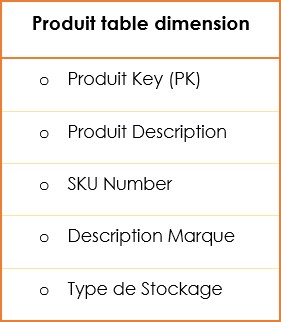 Produit table dimension
o Produit Key (PK)
o Produit Description
o SKU Number
o Description Marque
o Type de Stockage